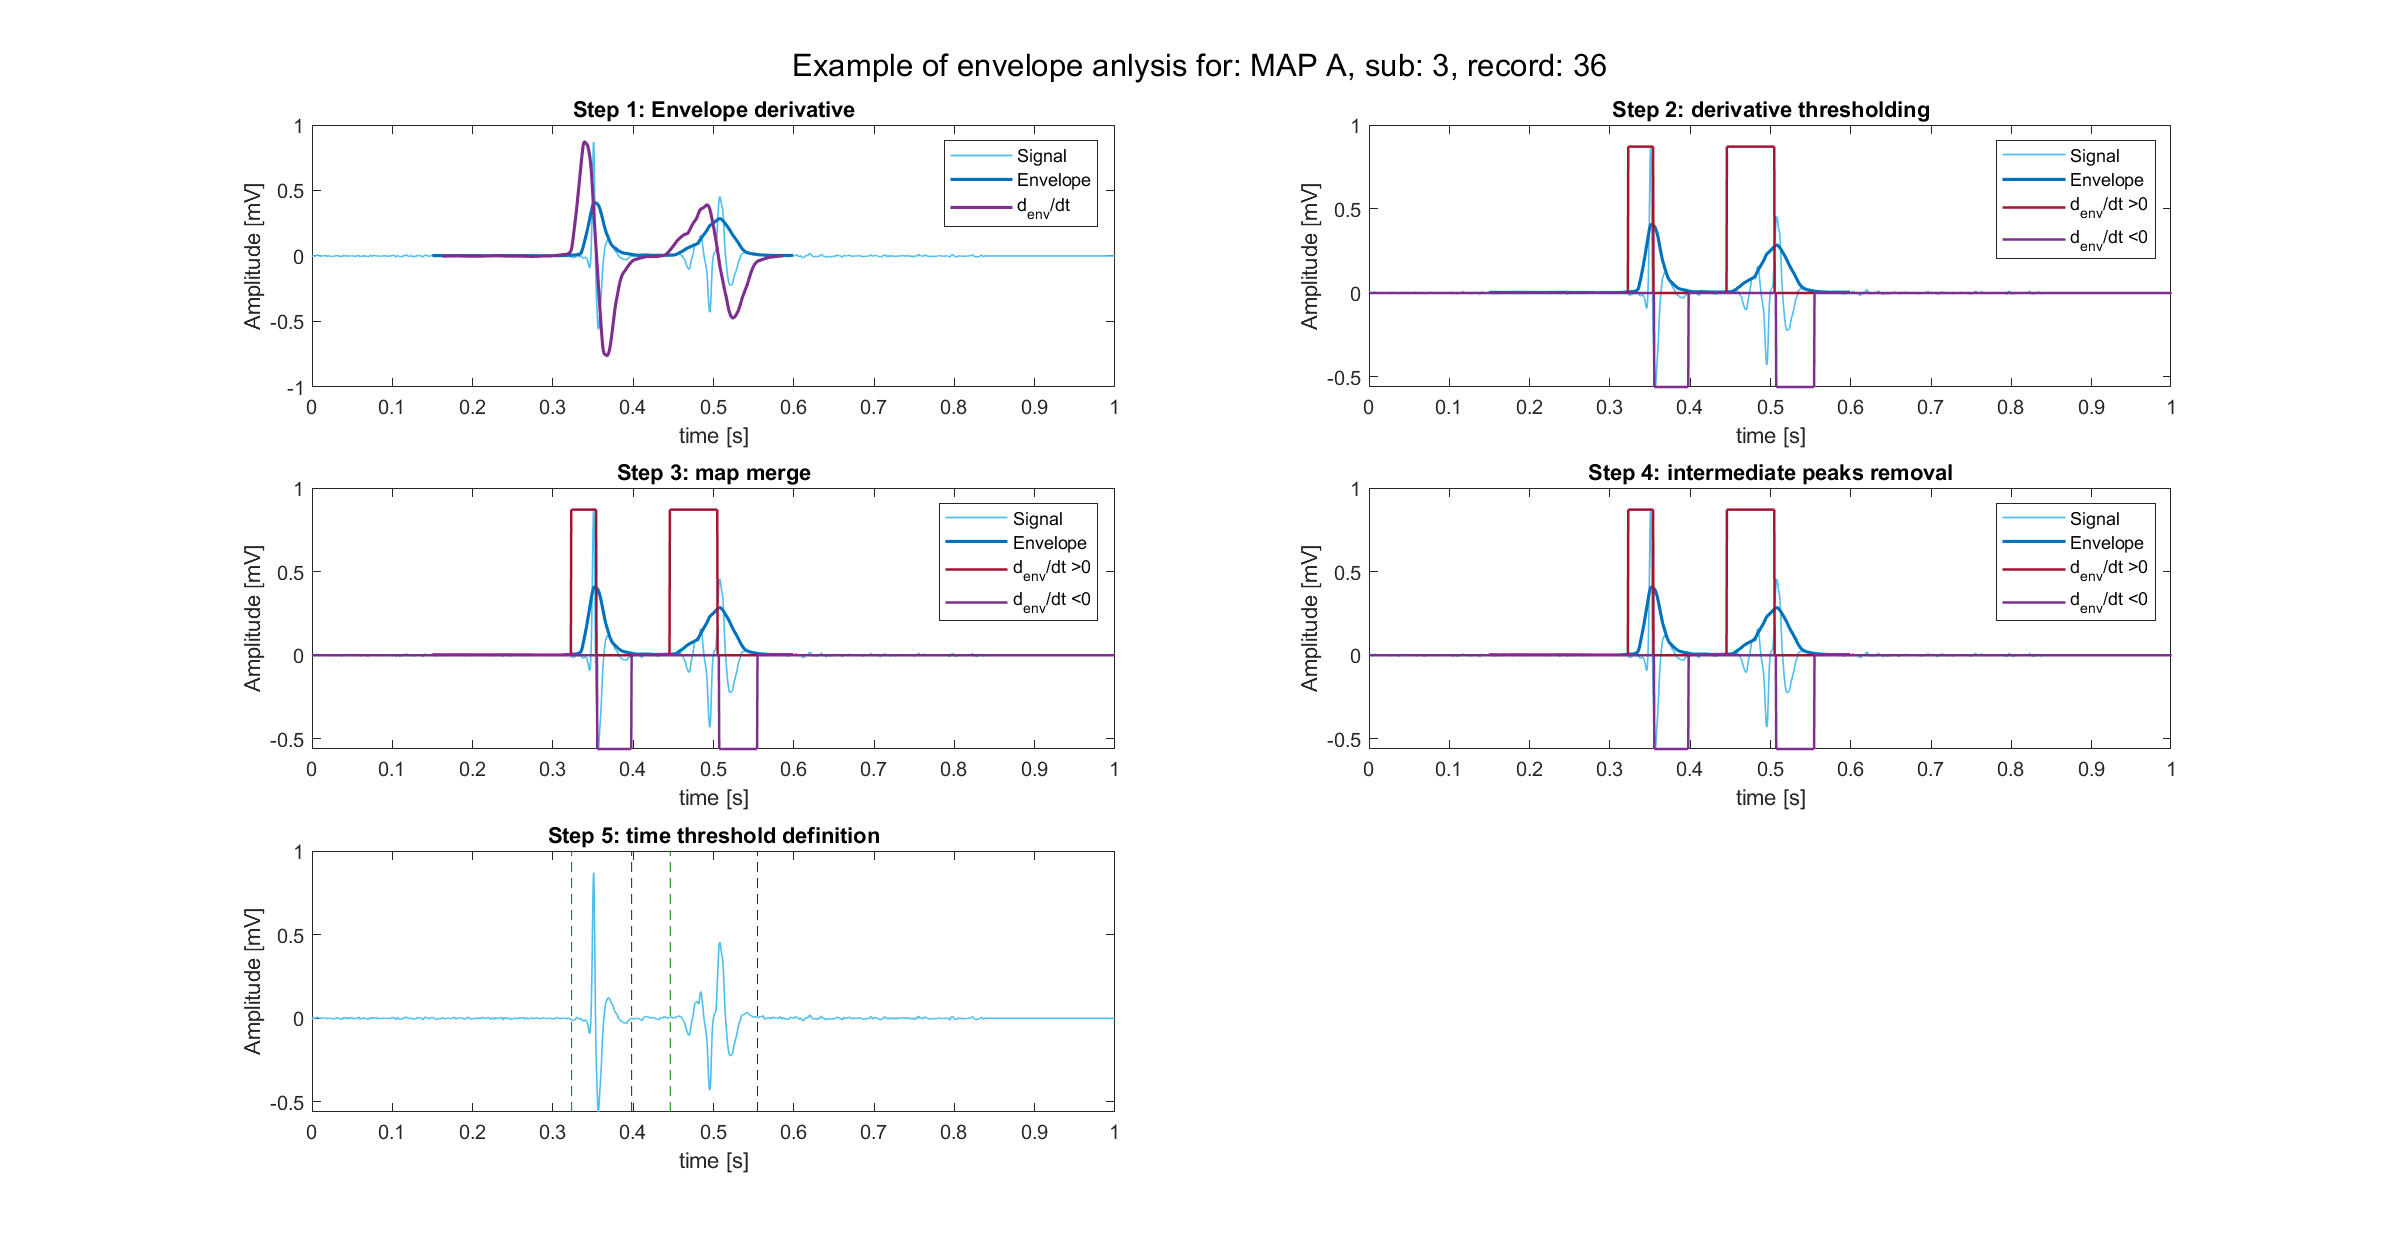 Example of envelope anlysis for: MAP A, sub: 3, record: 36
Step 1: Envelope derivative
Amplitude [mV]
1
0.5
0
-0.5
-1
0 0.1 0.2 0.3 0.4 0.5 0.6 0.7 0.8 0.9 1
time [s]
Signal
Envelope
d_env/dt
Step 2: derivative thresholding
Amplitude [mV]
1
0.5
0
-0.5
0 0.1 0.2 0.3 0.4 0.5 0.6 0.7 0.8 0.9 1
time [s]
Signal
Envelope
d_env/dt >0
d_env/dt <0
Step 3: map merge
Amplitude [mV]
1
0.5
0
-0.5
0 0.1 0.2 0.3 0.4 0.5 0.6 0.7 0.8 0.9 1
time [s]
Signal
Envelope
d_env/dt >0
d_env/dt <0
Step 4: intermediate peaks removal
Amplitude [mV]
1
0.5
0
-0.5
0 0.1 0.2 0.3 0.4 0.5 0.6 0.7 0.8 0.9 1
time [s]
Signal
Envelope
d_env/dt >0
d_env/dt <0
Step 5: time threshold definition
Amplitude [mV]
1
0.5
0
-0.5
0 0.1 0.2 0.3 0.4 0.5 0.6 0.7 0.8 0.9 1
time [s]